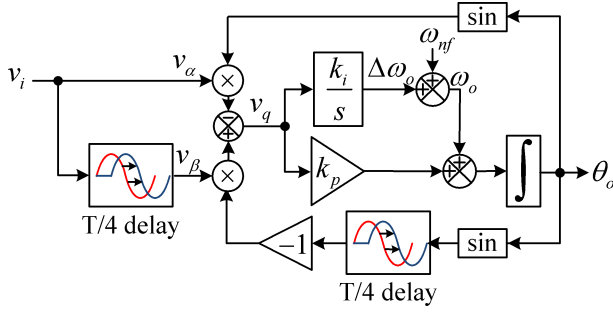 sin
v_i
v_α
×
k_i
s
Δω_o
ω_nf
+
+
ω_o
−
+
v_q
v_β
×
T/4 delay
k_p
+
+
∫
θ_o
−1
T/4 delay
sin